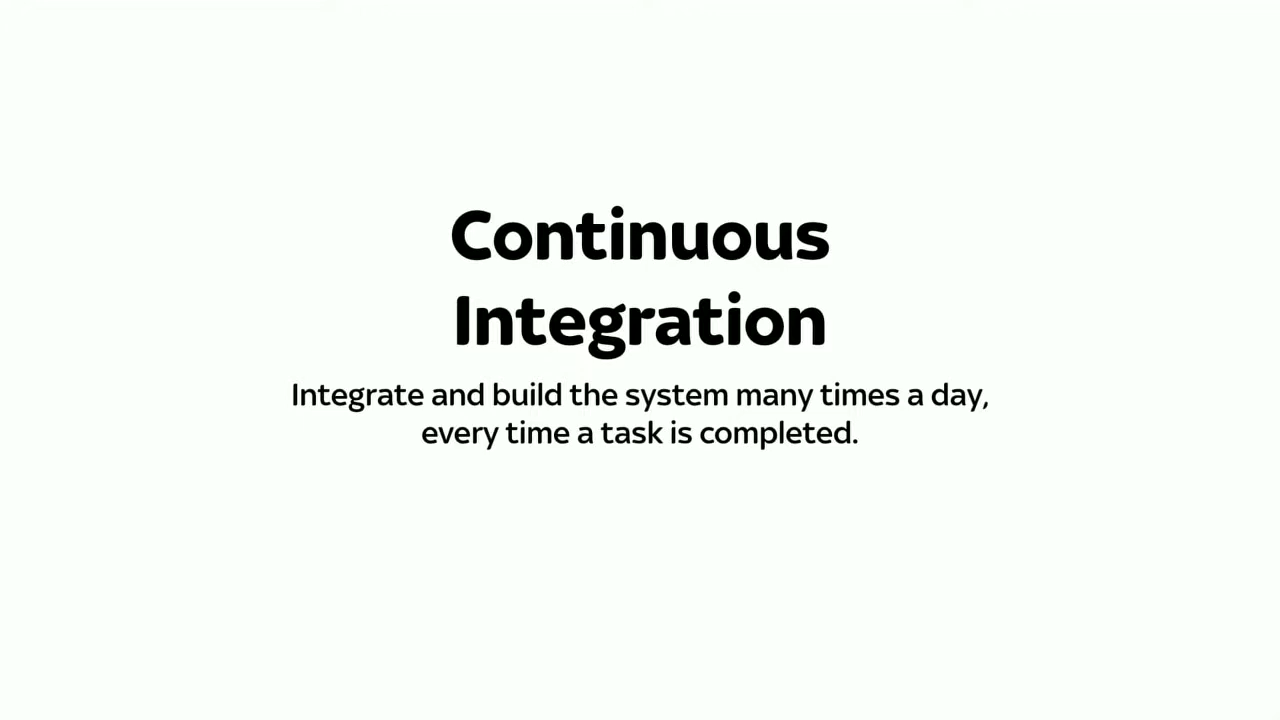 Continuous
Integration
Integrate and build the system many times a day,
every time a task is completed.